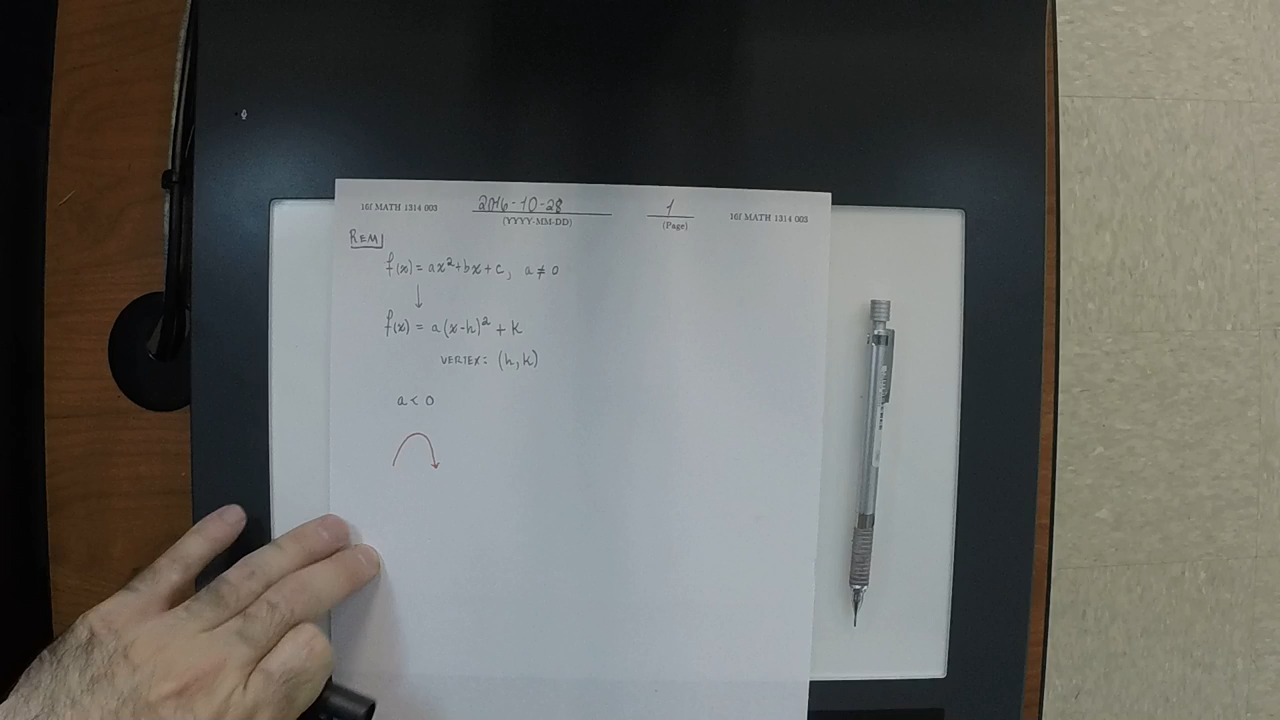 16f MATH 1314 003 2016-10-28 1 16f MATH 1314 003
(YYYY-MM-DD) (Page)
REM
f(x) = ax²+bx+c, a ≠ 0
↓
f(x) = a(x-h)² + k
VERTEX: (h,k)
a < 0